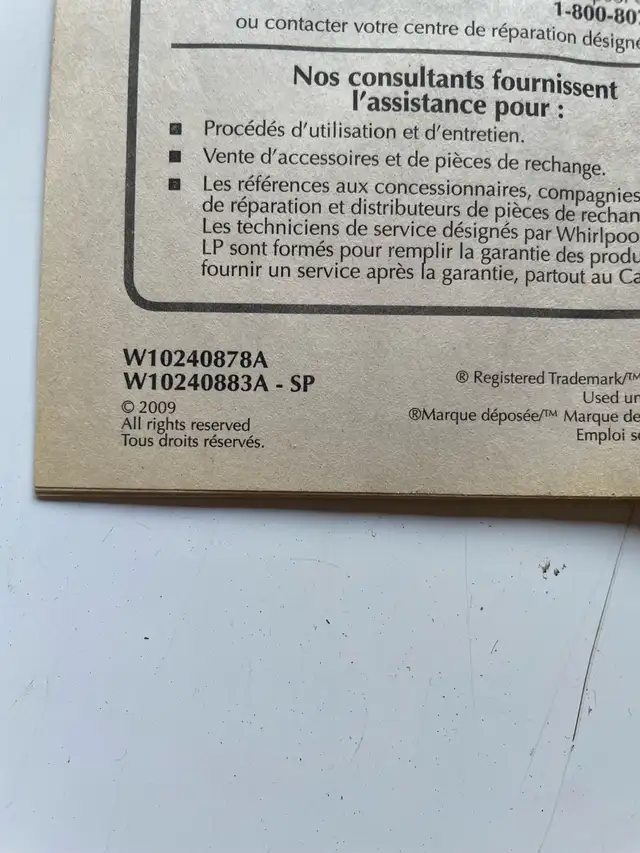 1-800-807
ou contacter votre centre de réparation désigné
Nos consultants fournissent
l'assistance pour :
■ Procédés d'utilisation et d'entretien.
■ Vente d'accessoires et de pièces de rechange.
■ Les références aux concessionnaires, compagnies
de réparation et distributeurs de pièces de rechan
Les techniciens de service désignés par Whirlpoo
LP sont formés pour remplir la garantie des produ
fournir un service après la garantie, partout au Ca
W10240878A
W10240883A - SP
© 2009
All rights reserved
Tous droits réservés.
® Registered Trademark/™
Used un
®Marque déposée/™ Marque de
Emploi s